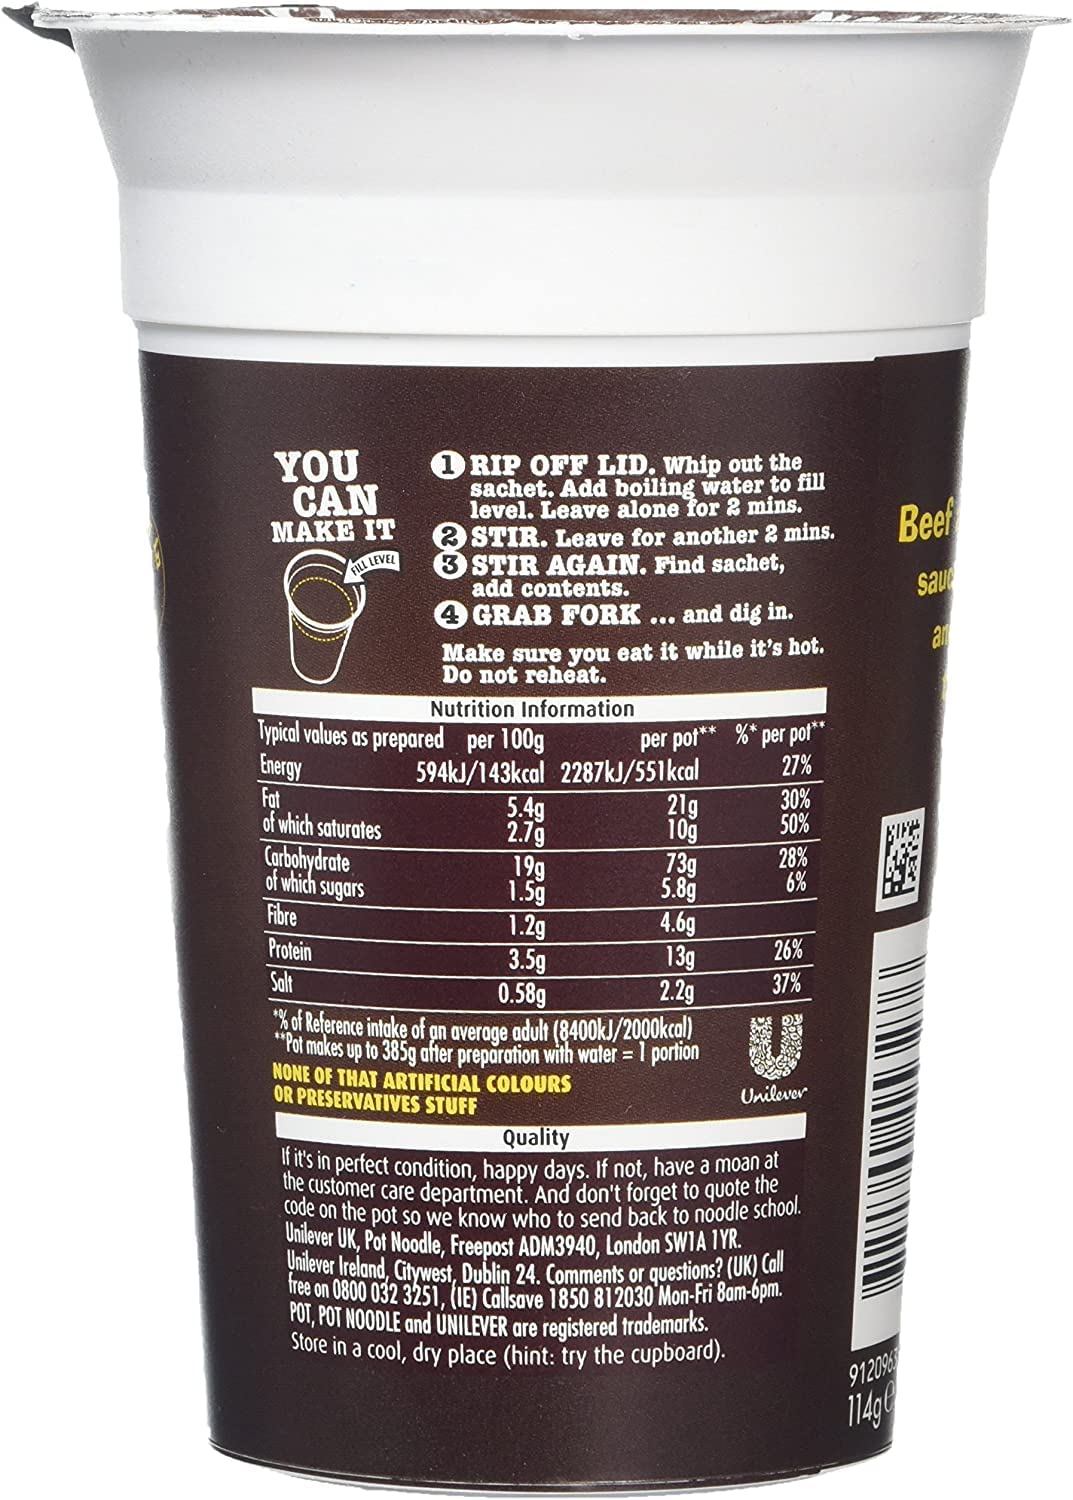 YOU
CAN
MAKE IT
FILL LEVEL
1 RIP OFF LID. Whip out the
sachet. Add boiling water to fill
level. Leave alone for 2 mins.
2 STIR. Leave for another 2 mins.
3 STIR AGAIN. Find sachet,
add contents.
4 GRAB FORK ... and dig in.
Make sure you eat it while it's hot.
Do not reheat.
Nutrition Information
Typical values as prepared per 100g per pot** %* per pot**
Energy 594kJ/143kcal 2287kJ/551kcal 27%
Fat 5.4g 21g 30%
of which saturates 2.7g 10g 50%
Carbohydrate 19g 73g 28%
of which sugars 1.5g 5.8g 6%
Fibre 1.2g 4.6g
Protein 3.5g 13g 26%
Salt 0.58g 2.2g 37%
*% of Reference intake of an average adult (8400kJ/2000kcal)
**Pot makes up to 385g after preparation with water = 1 portion
NONE OF THAT ARTIFICIAL COLOURS
OR PRESERVATIVES STUFF
Unilever
Quality
If it's in perfect condition, happy days. If not, have a moan at
the customer care department. And don't forget to quote the
code on the pot so we know who to send back to noodle school.
Unilever UK, Pot Noodle, Freepost ADM3940, London SW1A 1YR.
Unilever Ireland, Citywest, Dublin 24. Comments or questions? (UK) Call
free on 0800 032 3251, (IE) Callsave 1850 812030 Mon-Fri 8am-6pm.
POT, POT NOODLE and UNILEVER are registered trademarks.
Store in a cool, dry place (hint: try the cupboard).
Beef
sauc
an
912096
114g e